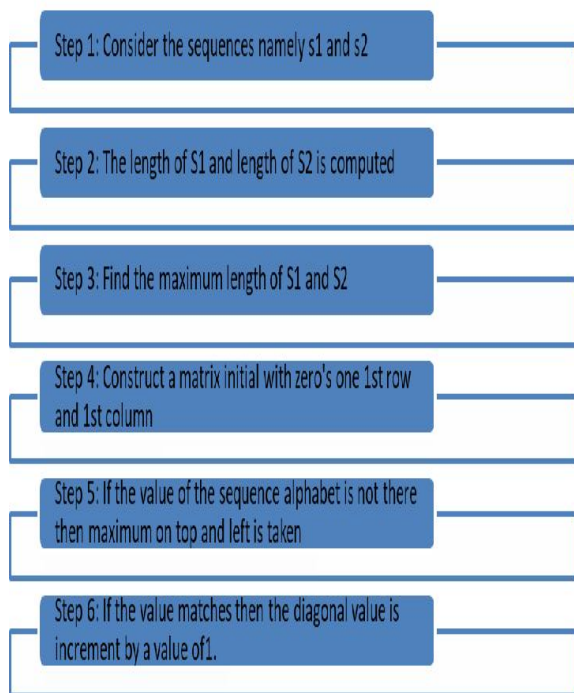 Step 1: Consider the sequences namely s1 and s2
Step 2: The length of S1 and length of S2 is computed
Step 3: Find the maximum length of S1 and S2
Step 4: Construct a matrix initial with zero's one 1st row
and 1st column
Step 5: If the value of the sequence alphabet is not there
then maximum on top and left is taken
Step 6: If the value matches then the diagonal value is
increment by a value of1.